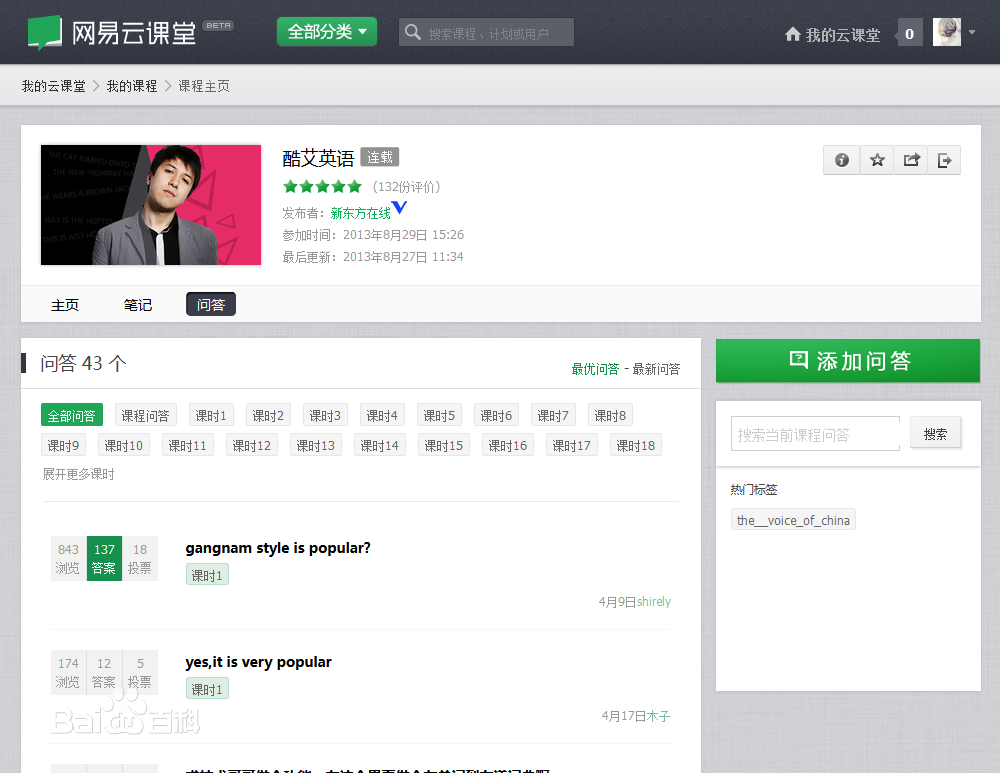 网易云课堂 BETA
全部分类
搜索课程、计划或用户
我的云课堂 0
我的云课堂 > 我的课程 > 课程主页
THE CAT JUMPED ONTO
THE NEW HIGHWAY HA
HE WEARS A BROWN JAC
JULY IS THE HOTTES
THIS IS JUST
酷艾英语 连载
(132份评价)
发布者：新东方在线
参加时间：2013年8月29日 15:26
最后更新：2013年8月27日 11:34
主页 笔记 问答
问答 43 个
最优问答 - 最新问答
添加问答
全部问答 课程问答 课时1 课时2 课时3 课时4 课时5 课时6 课时7 课时8
课时9 课时10 课时11 课时12 课时13 课时14 课时15 课时16 课时17 课时18
展开更多课时
搜索当前课程问答 搜索
热门标签
the__voice_of_china
843 137 18
浏览 答案 投票
gangnam style is popular?
课时1
4月9日shirely
174 12 5
浏览 答案 投票
yes,it is very popular
课时1
4月17日木子
Baidu百科